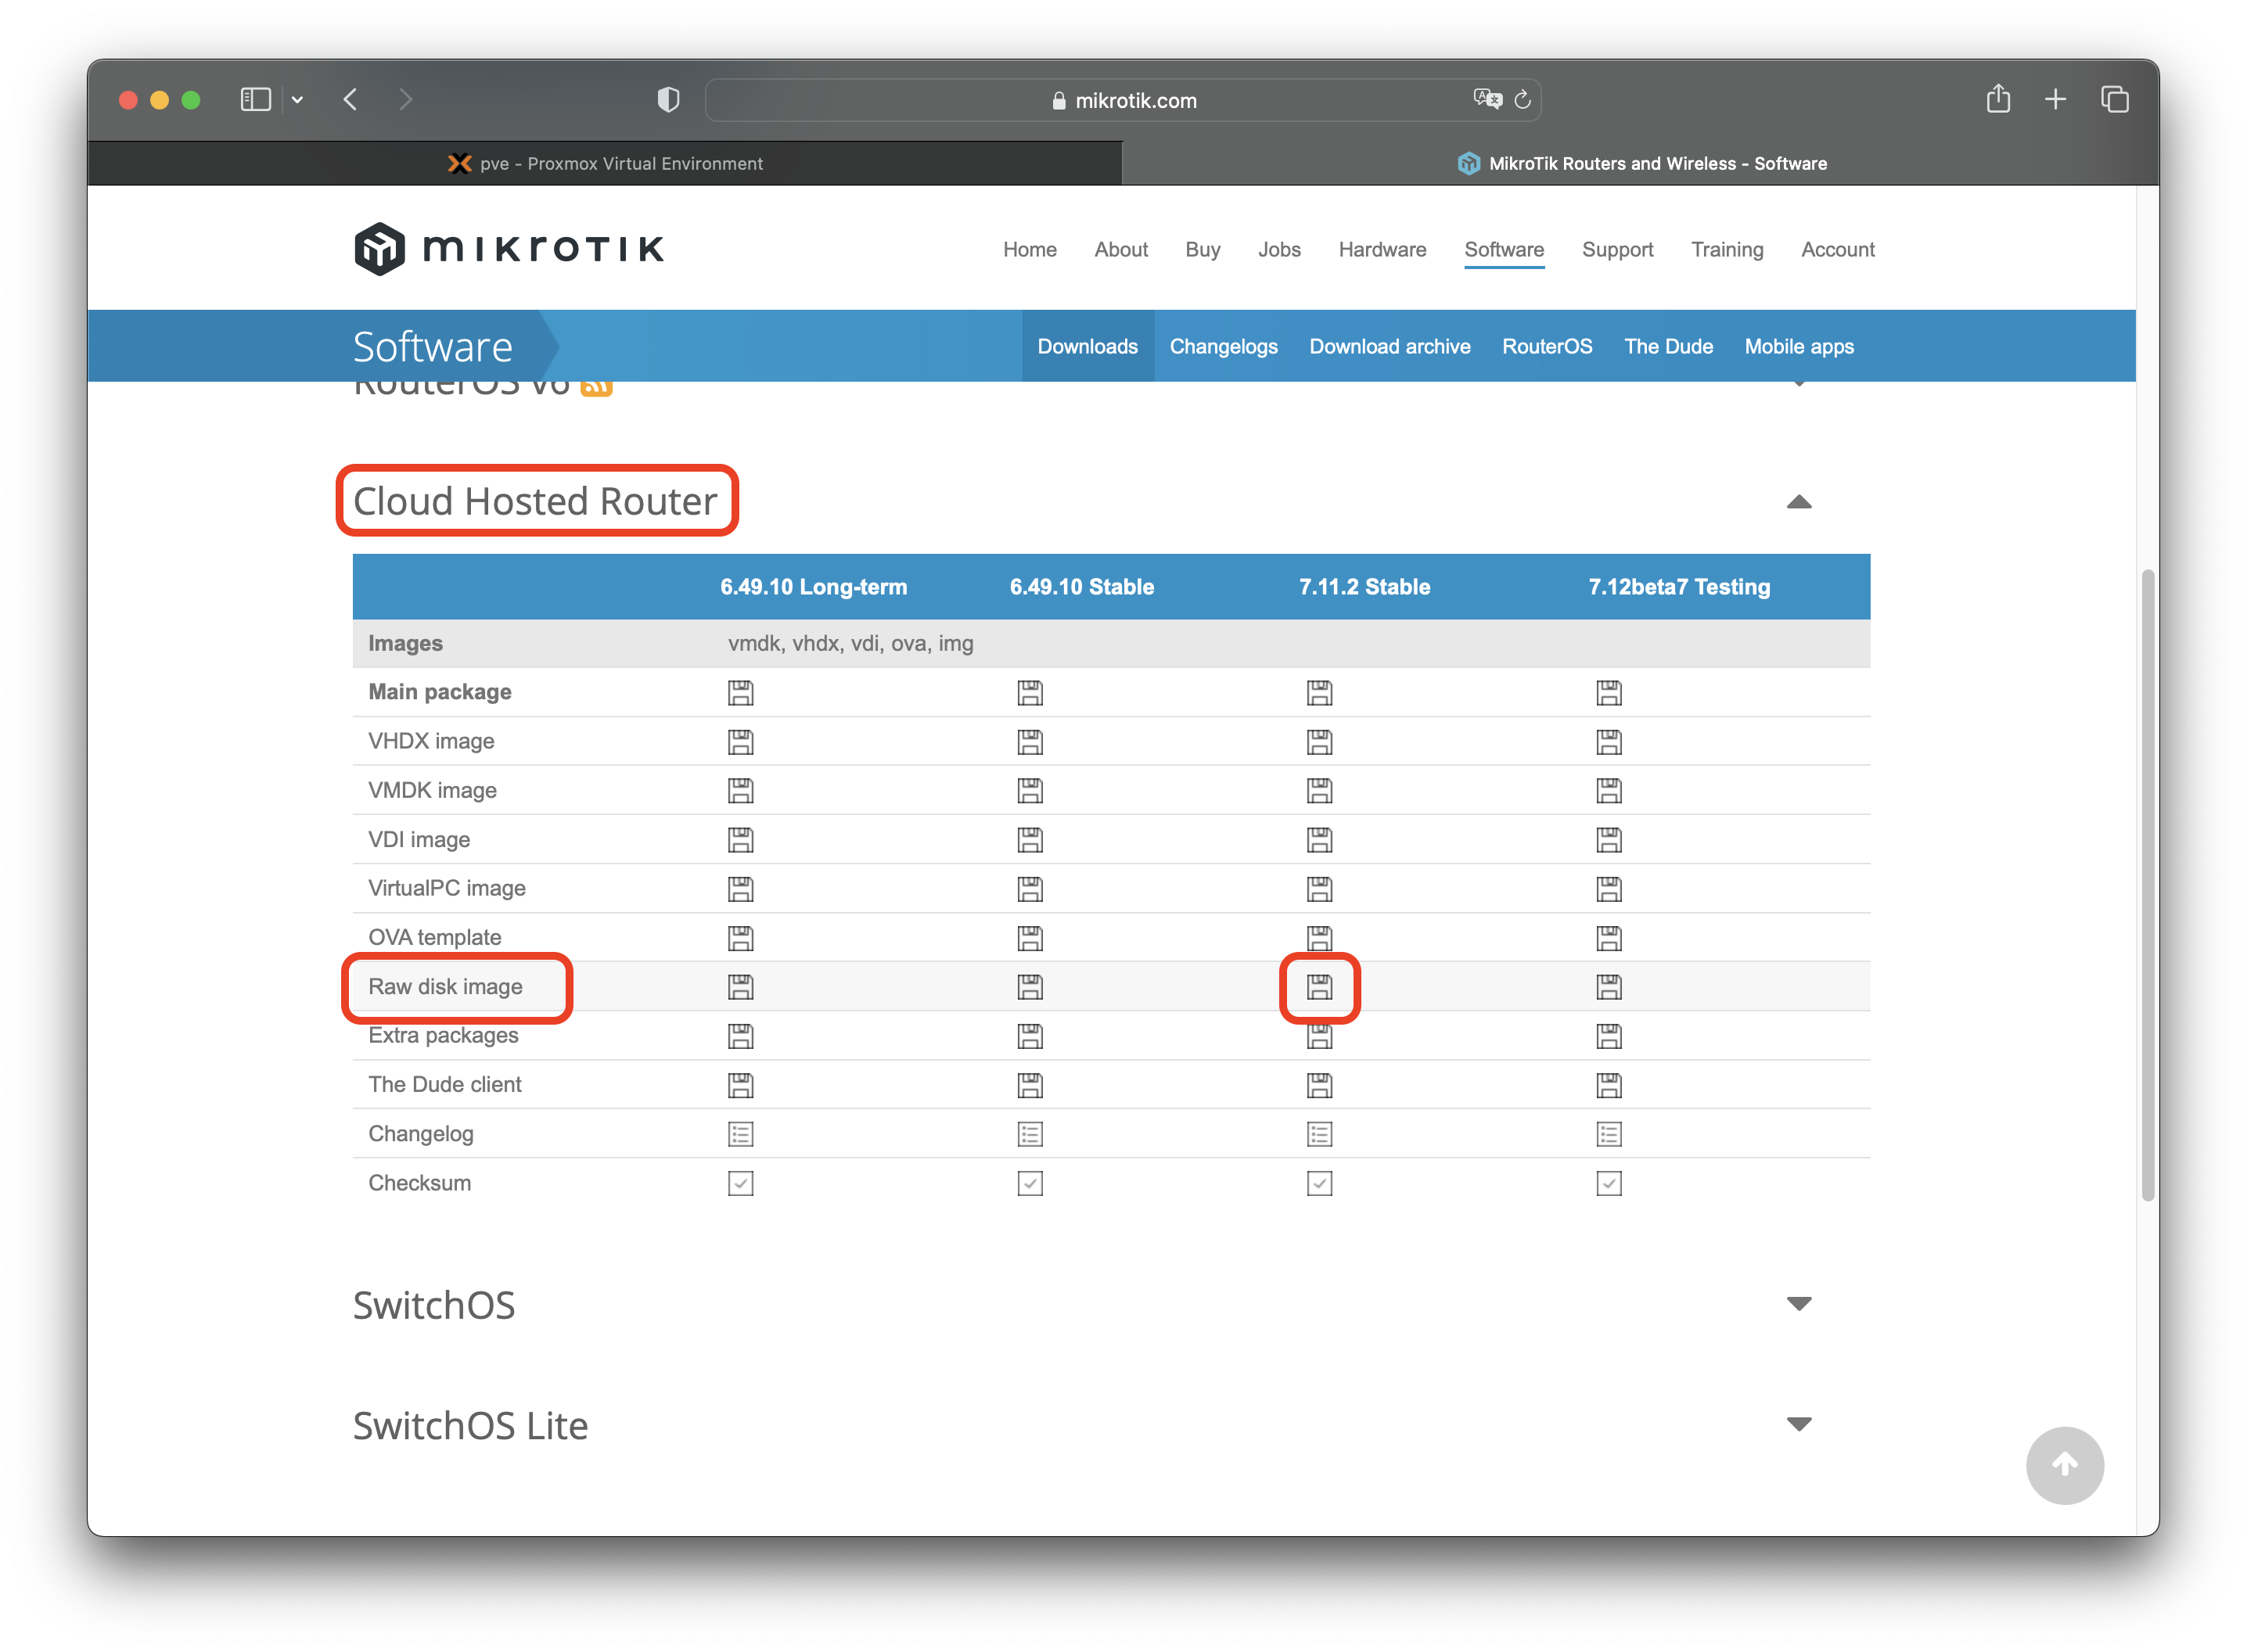 mikrotik.com
pve - Proxmox Virtual Environment
MikroTik Routers and Wireless - Software
mikrotik
Home About Buy Jobs Hardware Software Support Training Account
Software
Downloads Changelogs Download archive RouterOS The Dude Mobile apps
RouterOS v6
Cloud Hosted Router
6.49.10 Long-term 6.49.10 Stable 7.11.2 Stable 7.12beta7 Testing
Images vmdk, vhdx, vdi, ova, img
Main package
VHDX image
VMDK image
VDI image
VirtualPC image
OVA template
Raw disk image
Extra packages
The Dude client
Changelog
Checksum
SwitchOS
SwitchOS Lite